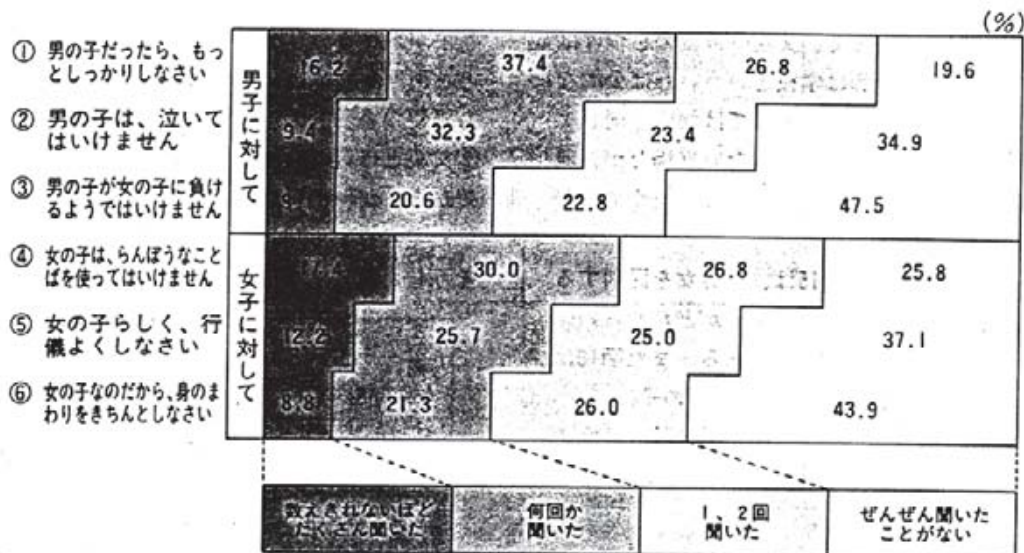 (%)
① 男の子だったら、もっ
としっかりしなさい
② 男の子は、泣いて
はいけません
③ 男の子が女の子に負け
るようではいけません
男子に対して
16.2 37.4 26.8 19.6
9.4 32.3 23.4 34.9
9.1 20.6 22.8 47.5
④ 女の子は、らんぼうなこと
ばを使ってはいけません
⑤ 女の子らしく、行
儀よくしなさい
⑥ 女の子なのだから、身のま
わりをきちんとしなさい
女子に対して
17.4 30.0 26.8 25.8
12.2 25.7 25.0 37.1
8.8 21.3 26.0 43.9
数えきれないほど
たくさん聞いた
何回か
聞いた
1、2回
聞いた
ぜんぜん聞いた
ことがない